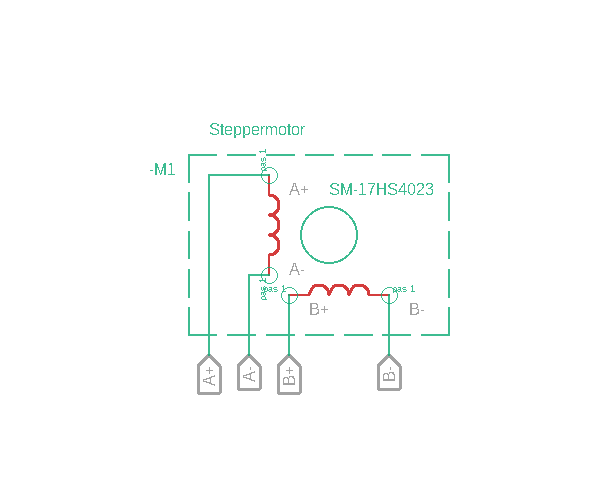 Steppermotor
-M1
pas 1
A+
SM-17HS4023
A-
pas 1
pas 1
pas 1
B+
B-
A+
A-
B+
B-